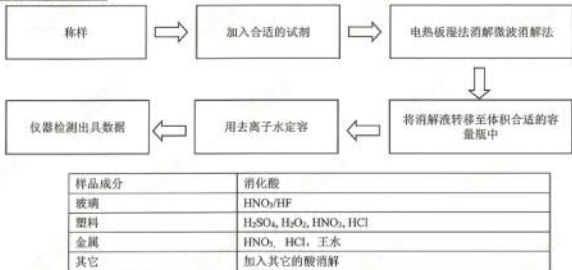 称样
加入合适的试剂
电热板湿法消解微波消解法
将消解液转移至体积合适的容
量瓶中
用去离子水定容
仪器检测出具数据
样品成分 消化酸
玻璃 HNO₃/HF
塑料 H₂SO₄, H₂O₂, HNO₃, HCl
金属 HNO₃, HCl, 王水
其它 加入其它的酸消解